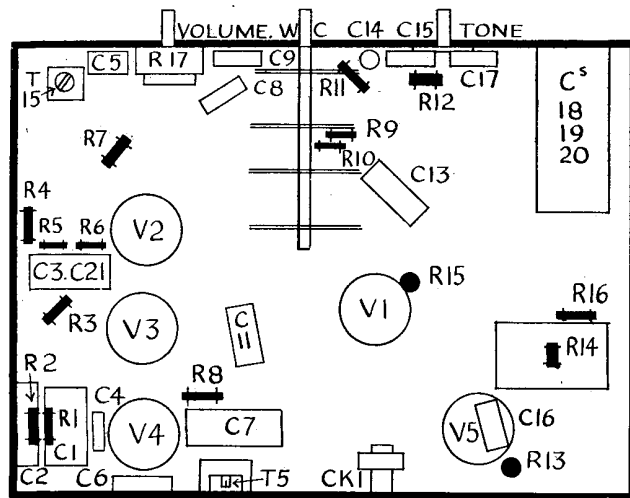 VOLUME. W C C14 C15 TONE
T 15
C5
R17
C9
C8
R11
R12
C17
Cs 18 19 20
R7
R9
R10
C13
R4
R5
R6
V2
C3.C21
R3
V3
C 11
V1
R15
R16
R14
R2
R1
C1
C2
C4
V4
R8
C7
C6
T5
CK1
V5
C16
R13